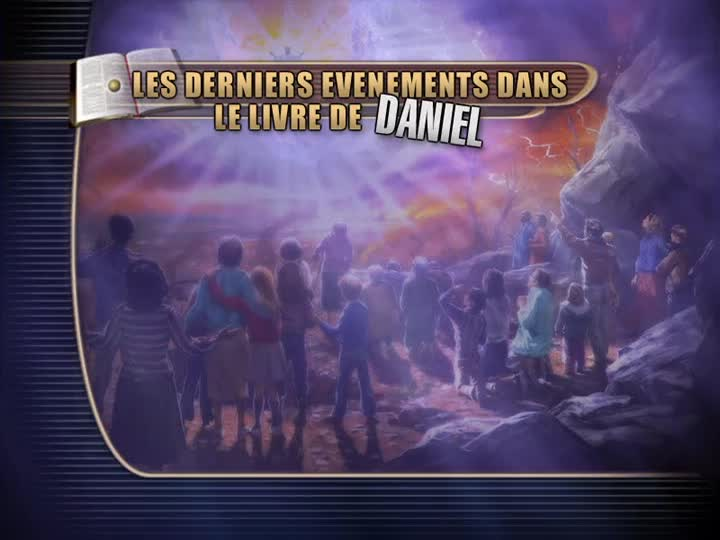 LES DERNIERS EVENEMENTS DANS
LE LIVRE DE DANIEL